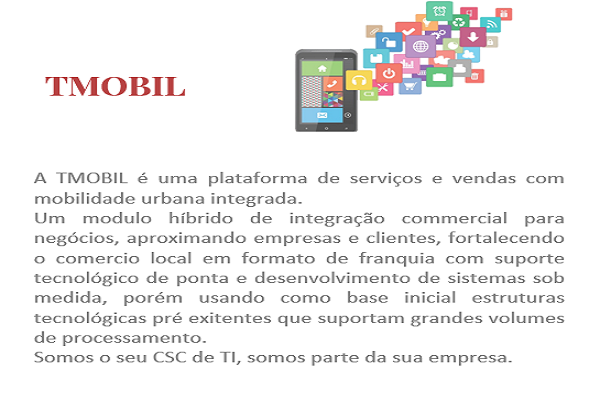 TMOBIL
A TMOBIL é uma plataforma de serviços e vendas com
mobilidade urbana integrada.
Um modulo híbrido de integração commercial para
negócios, aproximando empresas e clientes, fortalecendo
o comercio local em formato de franquia com suporte
tecnológico de ponta e desenvolvimento de sistemas sob
medida, porém usando como base inicial estruturas
tecnológicas pré exitentes que suportam grandes volumes
de processamento.
Somos o seu CSC de TI, somos parte da sua empresa.